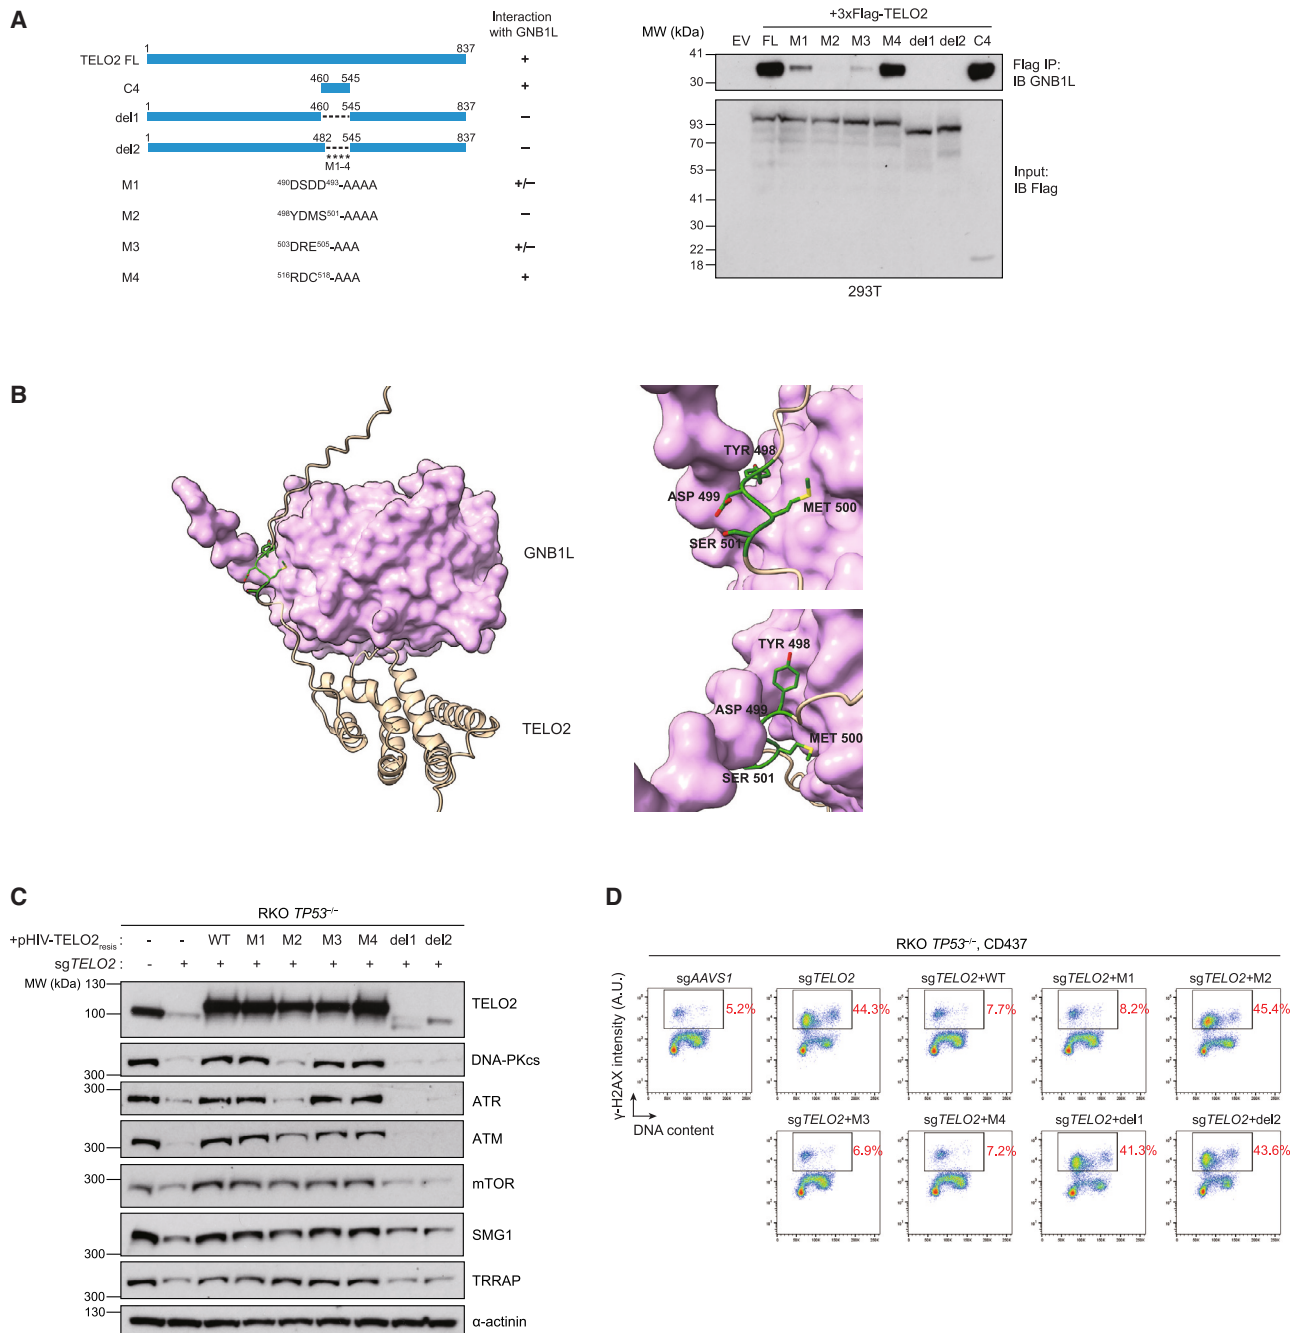 A
Interaction
with GNB1L
TELO2 FL 1 837 +
C4 460 545 +
del1 1 460 545 837 –
del2 1 482 545 837 –
****
M1-4
M1 490DSDD493-AAAA +/–
M2 498YDMS501-AAAA –
M3 503DRE505-AAA +/–
M4 516RDC518-AAA +
+3xFlag-TELO2
MW (kDa) EV FL M1 M2 M3 M4 del1 del2 C4
41
30
Flag IP:
IB GNB1L
93
70
53
41
30
22
18
Input:
IB Flag
293T
B
GNB1L
TELO2
TYR 498
ASP 499
MET 500
SER 501
TYR 498
ASP 499
MET 500
SER 501
C
RKO TP53–/–
+pHIV-TELO2resis : - - WT M1 M2 M3 M4 del1 del2
sgTELO2 : - + + + + + + + +
MW (kDa)
130
100
TELO2
300
DNA-PKcs
300
ATR
300
ATM
300
mTOR
300
SMG1
300
TRRAP
130
α-actinin
D
RKO TP53–/–, CD437
sgAAVS1 sgTELO2 sgTELO2+WT sgTELO2+M1 sgTELO2+M2
5.2% 44.3% 7.7% 8.2% 45.4%
γ-H2AX intensity (A.U.)
DNA content
sgTELO2+M3 sgTELO2+M4 sgTELO2+del1 sgTELO2+del2
6.9% 7.2% 41.3% 43.6%